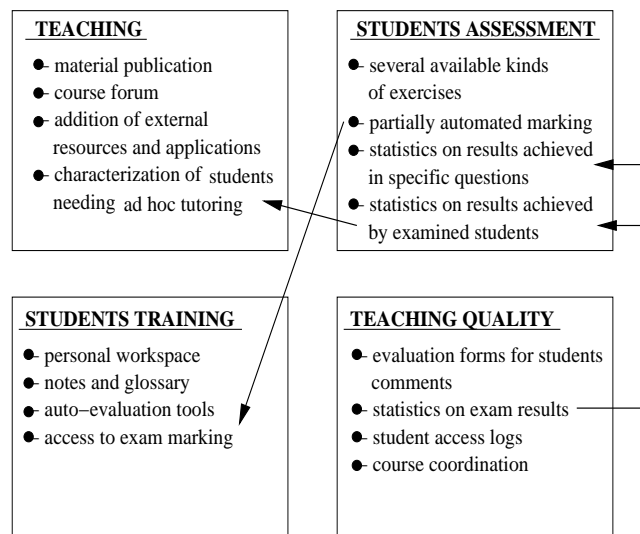 TEACHING
● material publication
● course forum
● addition of external
resources and applications
● characterization of students
needing ad hoc tutoring
STUDENTS ASSESSMENT
● several available kinds
of exercises
● partially automated marking
● statistics on results achieved
in specific questions
● statistics on results achieved
by examined students
STUDENTS TRAINING
● personal workspace
● notes and glossary
● auto−evaluation tools
● access to exam marking
TEACHING QUALITY
● evaluation forms for students
comments
● statistics on exam results
● student access logs
● course coordination